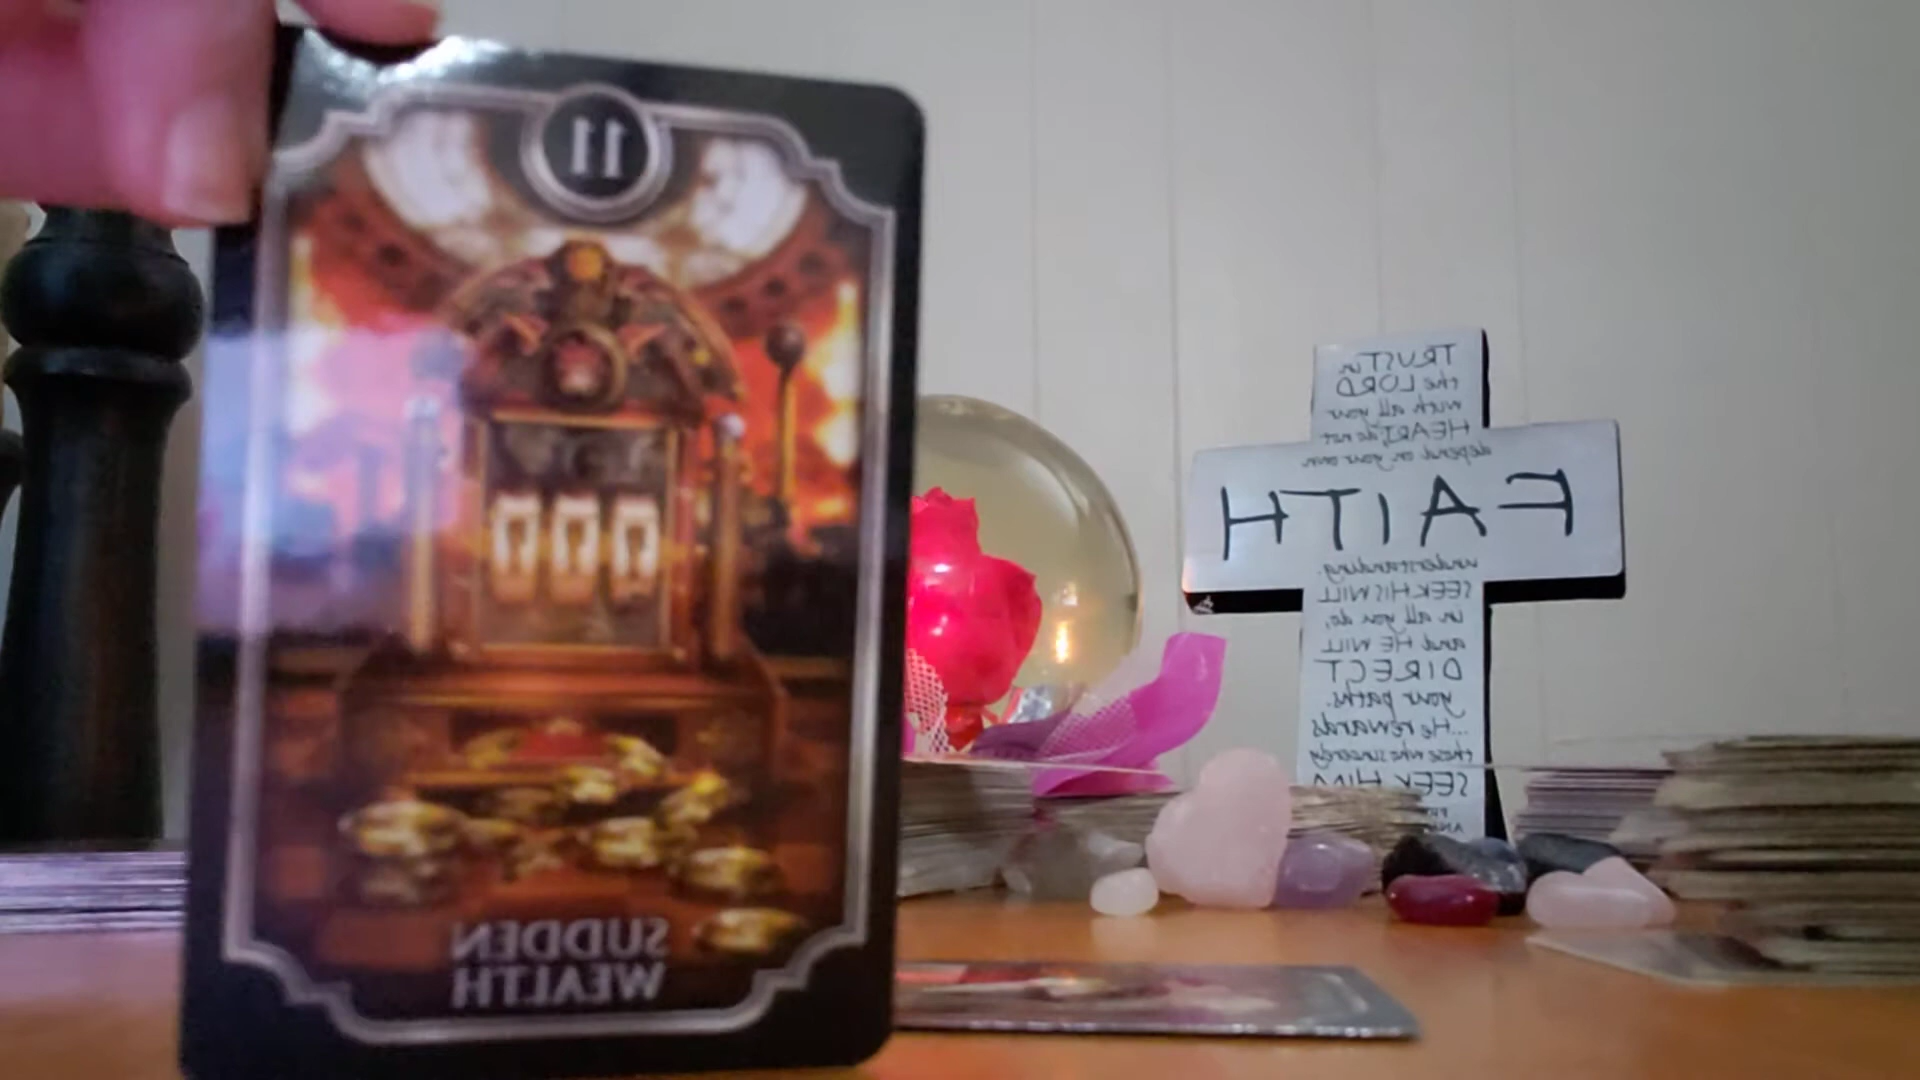 11
777
SUDDEN
WEALTH
TRUST in
the LORD
with all your
HEART; do not
depend on your own
FAITH
understanding.
SEEK HIS WILL
in all you do,
and HE WILL
DIRECT
your paths.
...He rewards
those who sincerely
SEEK HIM